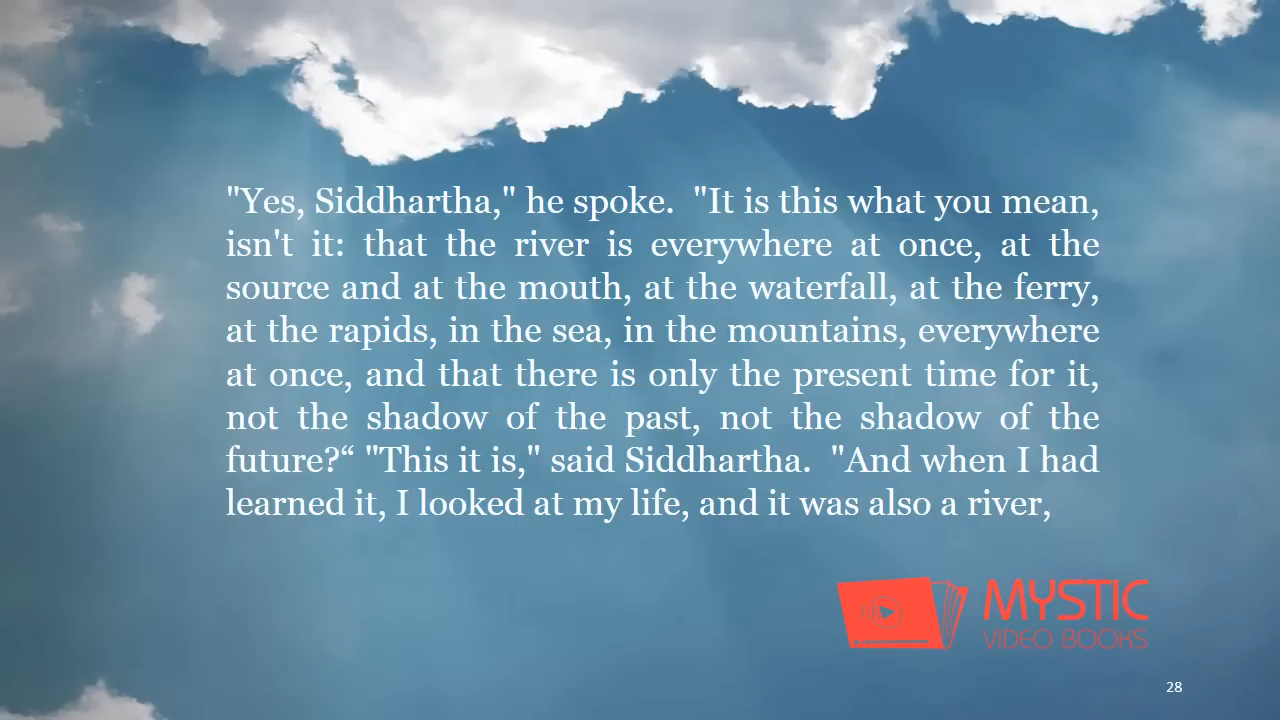 "Yes, Siddhartha," he spoke.  "It is this what you mean,
isn't it: that the river is everywhere at once, at the
source and at the mouth, at the waterfall, at the ferry,
at the rapids, in the sea, in the mountains, everywhere
at once, and that there is only the present time for it,
not the shadow of the past, not the shadow of the
future?“ "This it is," said Siddhartha.  "And when I had
learned it, I looked at my life, and it was also a river,
MYSTIC
VIDEO BOOKS
28